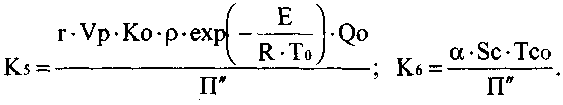 K5 = (r · Vp · Ko · ρ · exp(− E / (R · T0)) · Qo) / П″; K6 = (α · Sc · Tco) / П″.